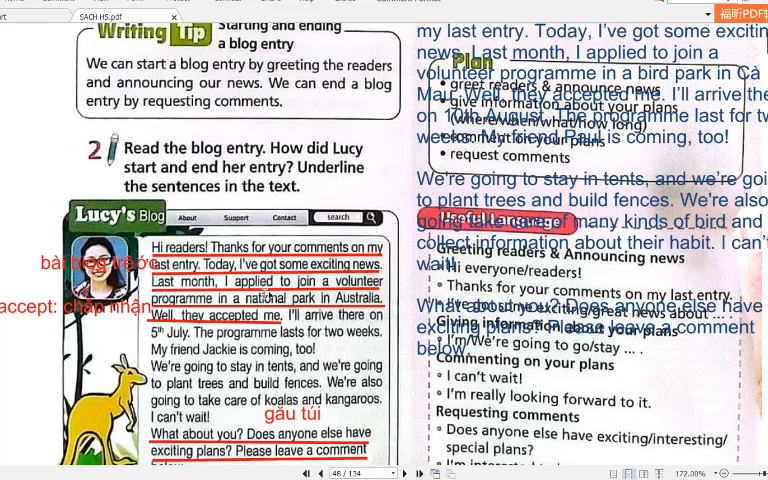 SACH HS.pdf
Writing Tip
Starting and ending
a blog entry
We can start a blog entry by greeting the readers
and announcing our news. We can end a blog
entry by requesting comments.
2 Read the blog entry. How did Lucy
start and end her entry? Underline
the sentences in the text.
Lucy's Blog
About
Support
Contact
search
Hi readers! Thanks for your comments on my
last entry. Today, I've got some exciting news.
Last month, I applied to join a volunteer
programme in a national park in Australia.
Well, they accepted me. I'll arrive there on
5th July. The programme lasts for two weeks.
My friend Jackie is coming, too!
We're going to stay in tents, and we're going
to plant trees and build fences. We're also
going to take care of koalas and kangaroos.
I can't wait!
What about you? Does anyone else have
exciting plans? Please leave a comment
bài blog trước
accept: chấp nhận
gấu túi
my last entry. Today, I've got some exciting
news. Last month, I applied to join a
volunteer programme in a bird park in Cà
Mau. Well, they accepted me. I'll arrive there
on 10th August. The programme last for two
weeks. My friend Paul is coming, too!
We're going to stay in tents, and we're going
to plant trees and build fences. We're also
going take care of many kinds of bird and
collect information about their habit. I can't
wait!
What about you? Does anyone else have
exciting plans? Please leave a comment
below.
Plan
• greet readers & announce news
• give information about your plans
(where/when/what/how long)
• comment on your plans
• request comments
Useful Language
Greeting readers & Announcing news
• Hi everyone/readers!
• Thanks for your comments on my last entry.
• I've got some exciting/great news about ...
Giving information about your plans
• I'm/We're going to go/stay ... .
Commenting on your plans
• I can't wait!
• I'm really looking forward to it.
Requesting comments
• Does anyone else have exciting/interesting/
special plans?
48 / 134
172.00%